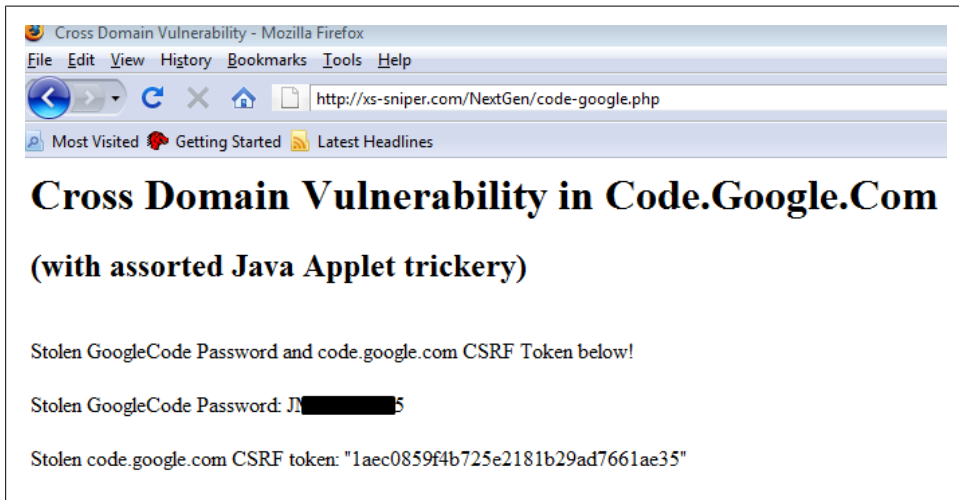 Cross Domain Vulnerability - Mozilla Firefox
File Edit View History Bookmarks Tools Help
http://xs-sniper.com/NextGen/code-google.php
Most Visited Getting Started Latest Headlines
Cross Domain Vulnerability in Code.Google.Com
(with assorted Java Applet trickery)
Stolen GoogleCode Password and code.google.com CSRF Token below!
Stolen GoogleCode Password: 5
Stolen code.google.com CSRF token: "1aec0859f4b725e2181b29ad7661ae35"